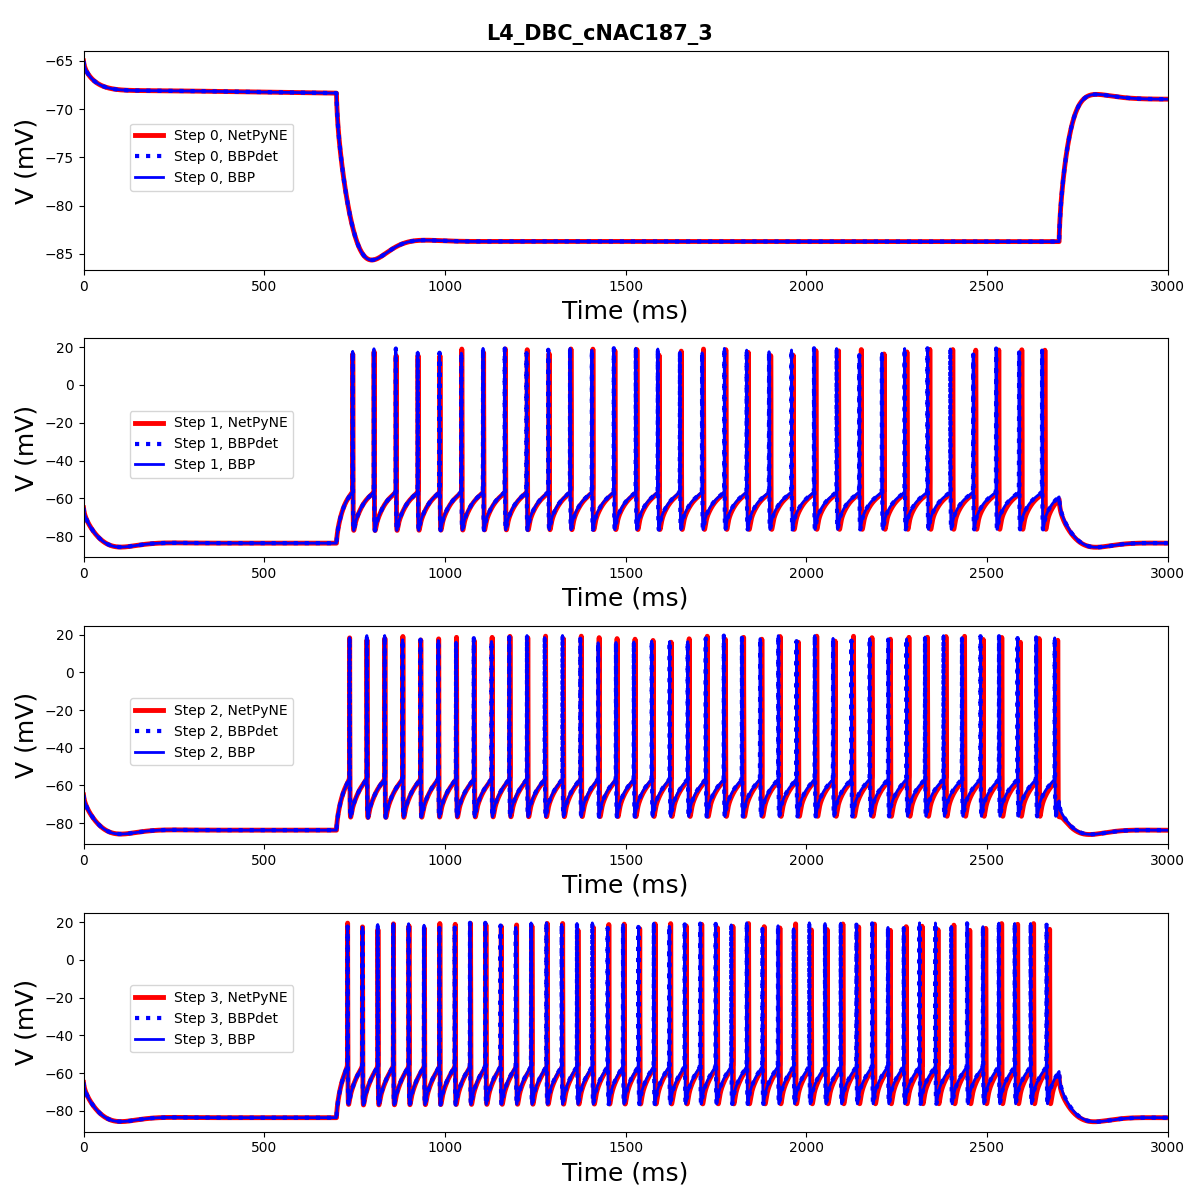 L4_DBC_cNAC187_3
−65
−70
−75
−80
−85
V (mV)
Step 0, NetPyNE
Step 0, BBPdet
Step 0, BBP
0 500 1000 1500 2000 2500 3000
Time (ms)
20
0
−20
−40
−60
−80
V (mV)
Step 1, NetPyNE
Step 1, BBPdet
Step 1, BBP
0 500 1000 1500 2000 2500 3000
Time (ms)
20
0
−20
−40
−60
−80
V (mV)
Step 2, NetPyNE
Step 2, BBPdet
Step 2, BBP
0 500 1000 1500 2000 2500 3000
Time (ms)
20
0
−20
−40
−60
−80
V (mV)
Step 3, NetPyNE
Step 3, BBPdet
Step 3, BBP
0 500 1000 1500 2000 2500 3000
Time (ms)